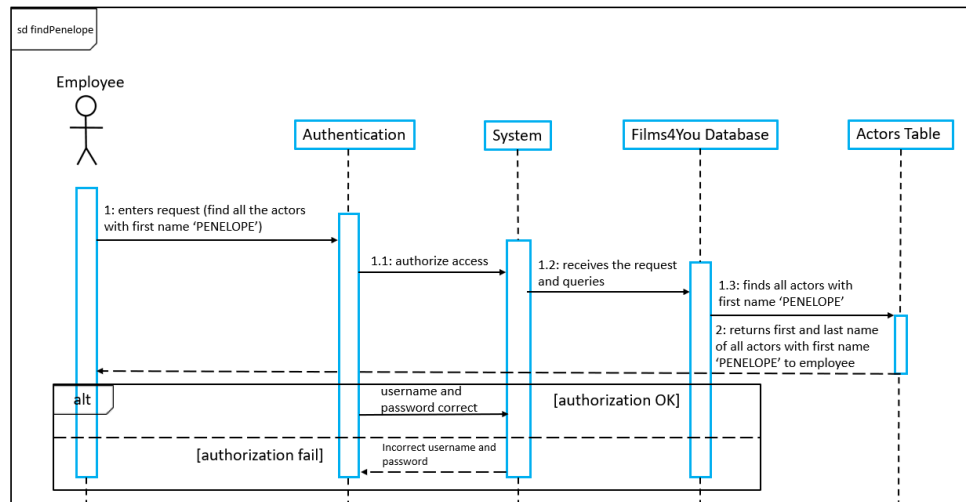 sd findPenelope
Employee
Authentication
System
Films4You Database
Actors Table
1: enters request (find all the actors
with first name ‘PENELOPE’)
1.1: authorize access
1.2: receives the request
and queries
1.3: finds all actors with
first name ‘PENELOPE’
2: returns first and last name
of all actors with first name
‘PENELOPE’ to employee
alt
username and
password correct
[authorization OK]
[authorization fail]
Incorrect username and
password